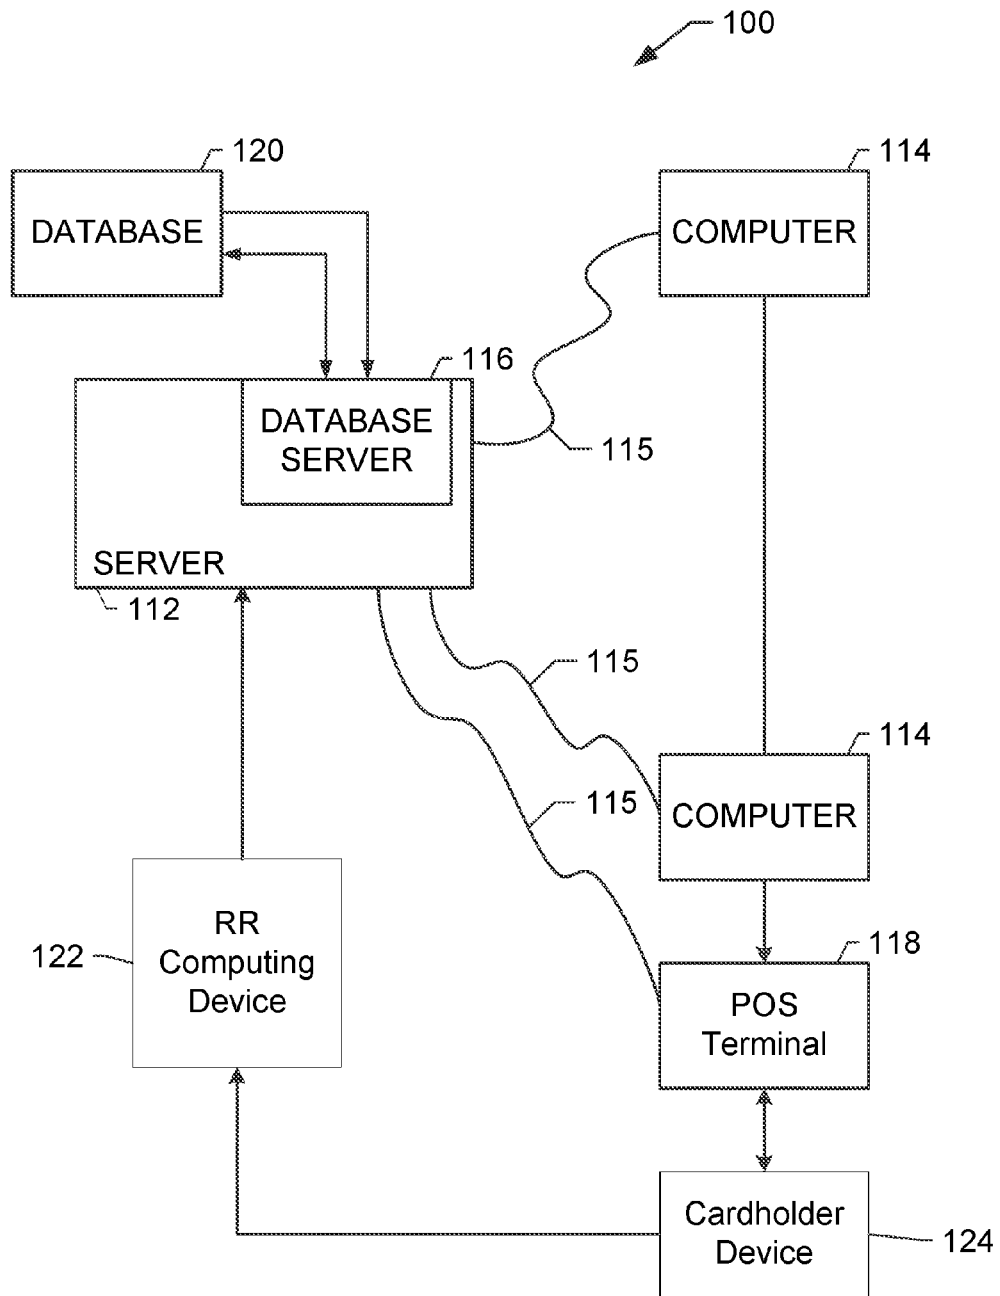 100
120
DATABASE
114
COMPUTER
116
DATABASE
SERVER
115
SERVER
112
115
114
COMPUTER
115
RR
Computing
Device
122
118
POS
Terminal
Cardholder
Device
124